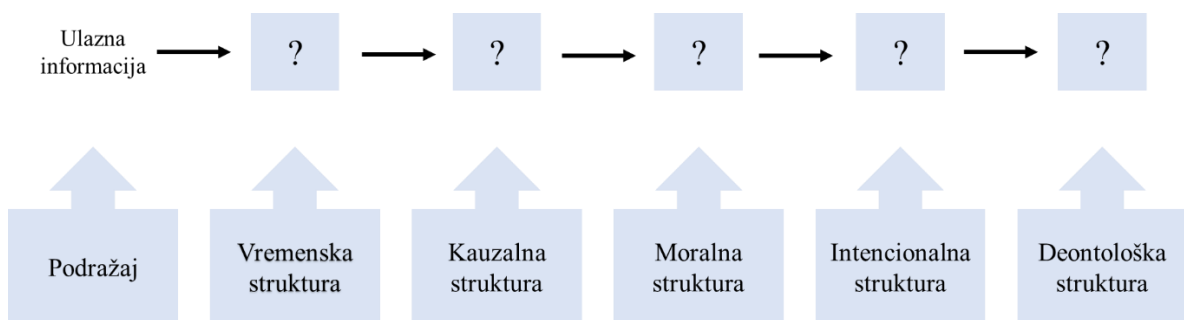 Ulazna
informacija
?
?
?
?
?
Podražaj
Vremenska
struktura
Kauzalna
struktura
Moralna
struktura
Intencionalna
struktura
Deontološka
struktura